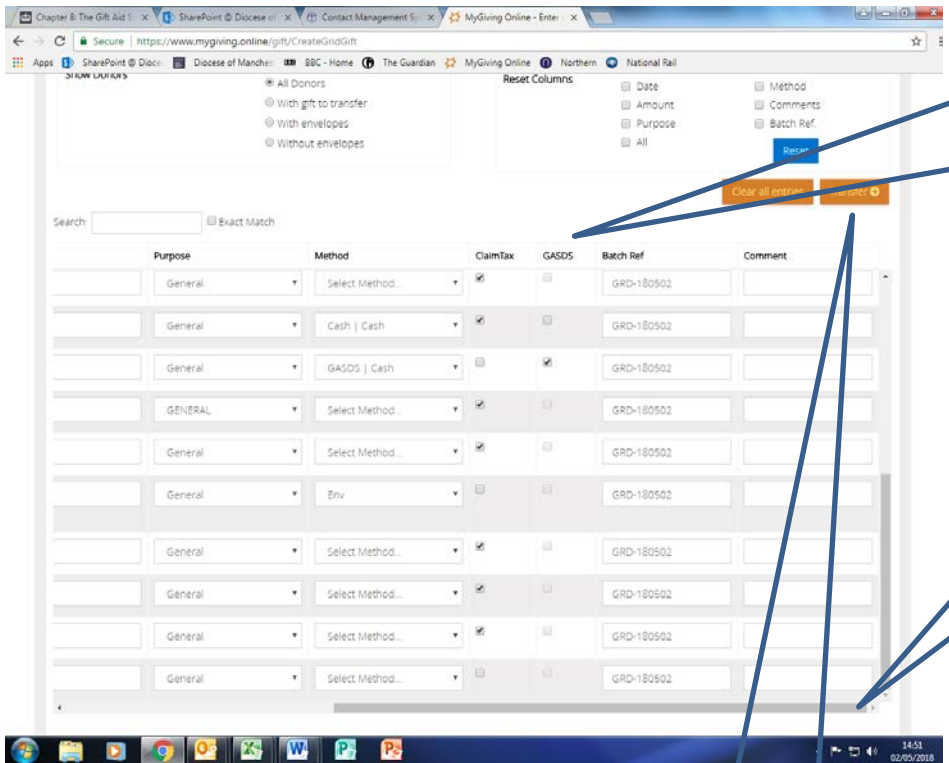 Chapter 8: The Gift Aid S
SharePoint @ Diocese of
Contact Management Sy
MyGiving Online - Enter
Secure | https://www.mygiving.online/gift/CreateGridGift
Apps SharePoint @ Dioce Diocese of Manches BBC - Home The Guardian MyGiving Online Northern National Rail
Show Donors
All Donors
With gift to transfer
With envelopes
Without envelopes
Reset Columns
Date Method
Amount Comments
Purpose Batch Ref.
All
Reset
Clear all entries Transfer
Search: Exact Match
Purpose Method ClaimTax GASDS Batch Ref Comment
General Select Method... GRD-180502
General Cash | Cash GRD-180502
General GASDS | Cash GRD-180502
GENERAL Select Method... GRD-180502
General Select Method... GRD-180502
General Env GRD-180502
General Select Method... GRD-180502
General Select Method... GRD-180502
General Select Method... GRD-180502
General Select Method... GRD-180502
14:51
02/05/2018